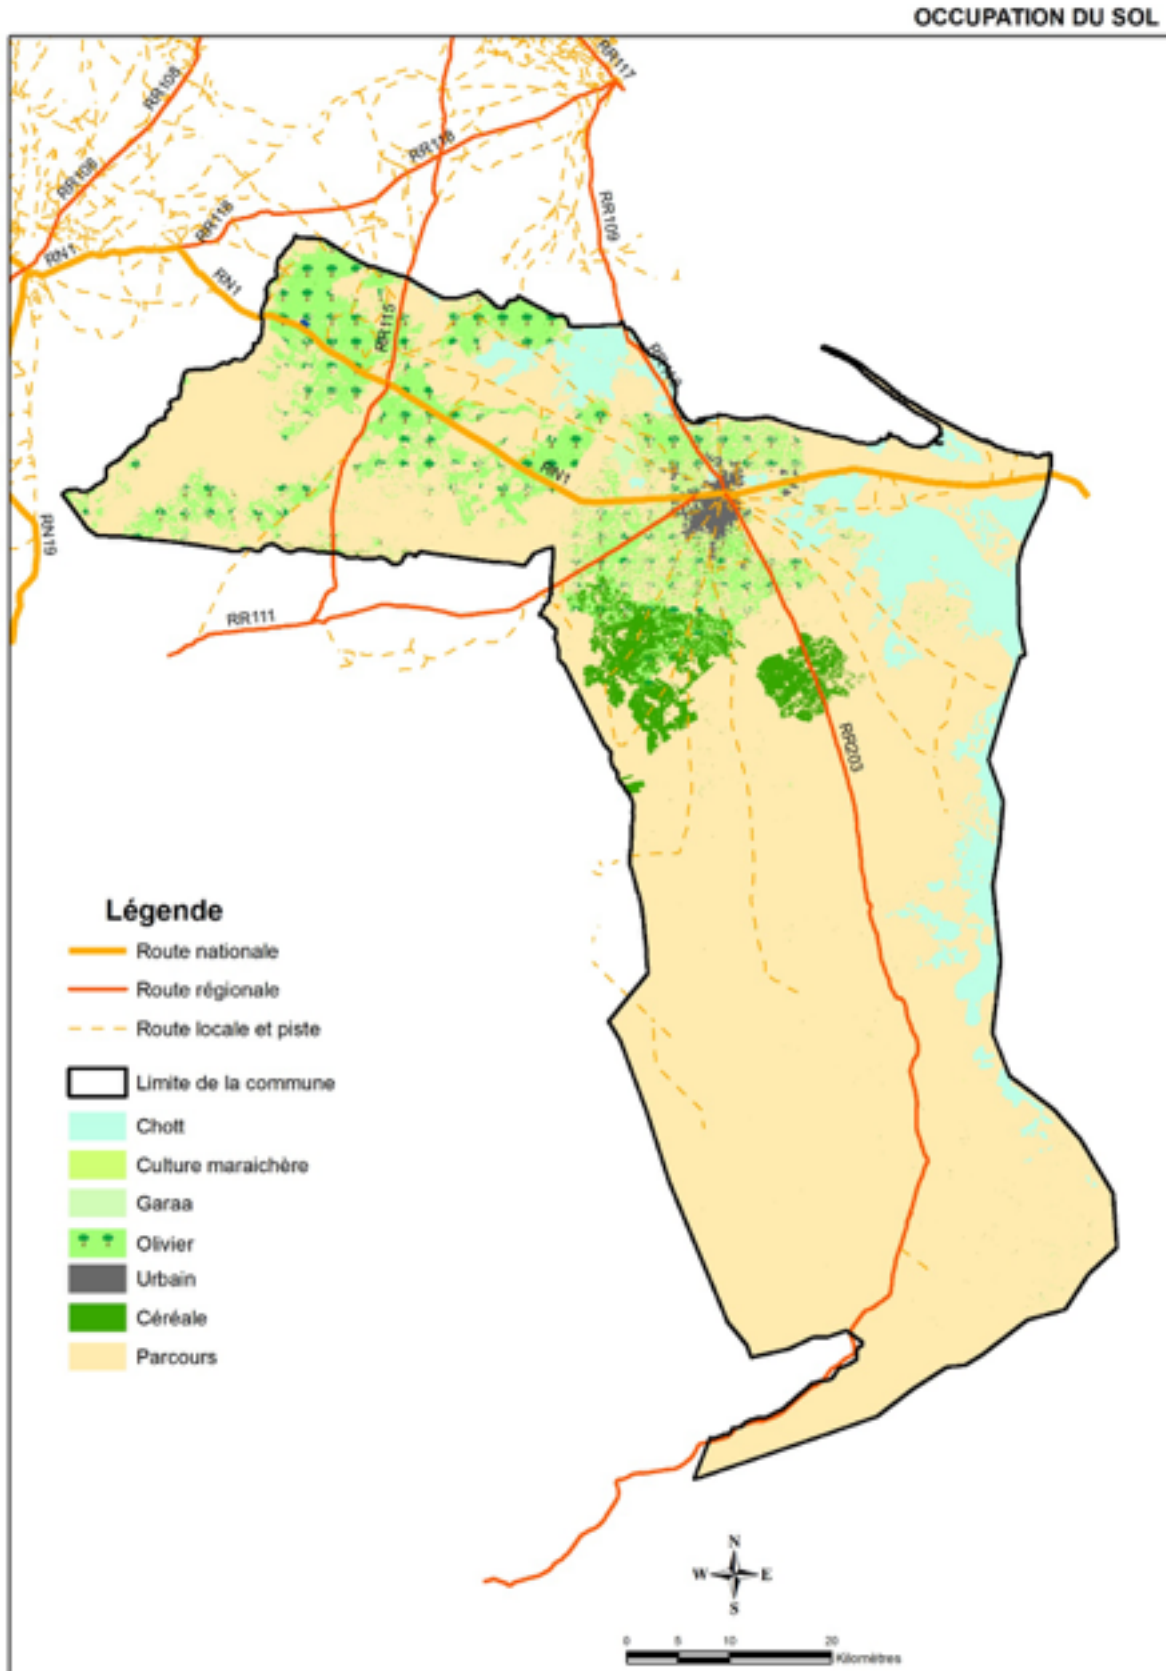 OCCUPATION DU SOL
RR117
RR108
RR118
RR108
RR118
RR109
RN1
RN1
RR115
RN1
RN19
RR111
RR203
Légende
Route nationale
Route régionale
Route locale et piste
Limite de la commune
Chott
Culture maraichère
Garaa
Olivier
Urbain
Céréale
Parcours
N
W E
S
0 5 10 20
Kilomètres